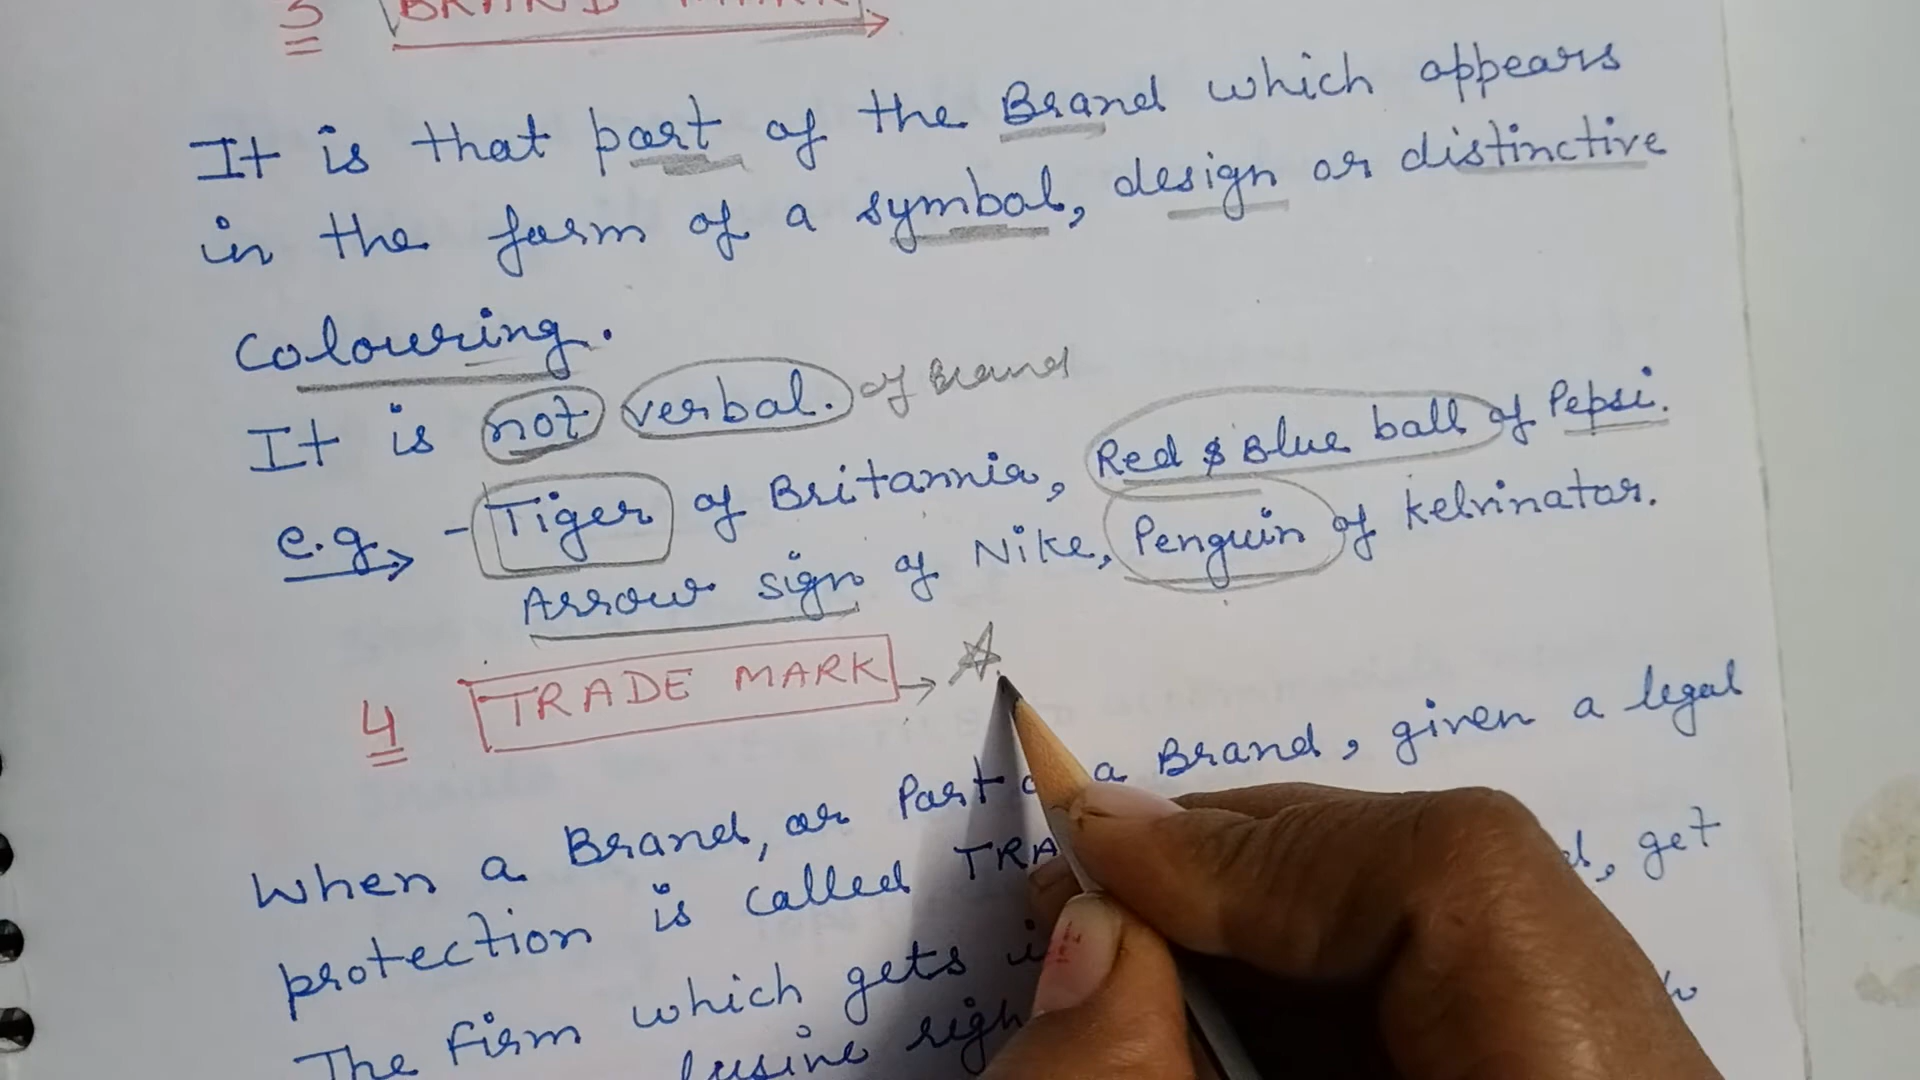 3 BRAND MARK
It is that part of the Brand which appears
in the form of a symbol, design or distinctive
Colouring.
It is not verbal. of Brand
e.g → - Tiger of Britannia, Red & Blue ball of Pepsi.
Arrow sign of Nike, Penguin of Kelvinator.
4 TRADE MARK →
When a Brand, or Part a Brand, given a legal
protection is called get
The firm which gets
right